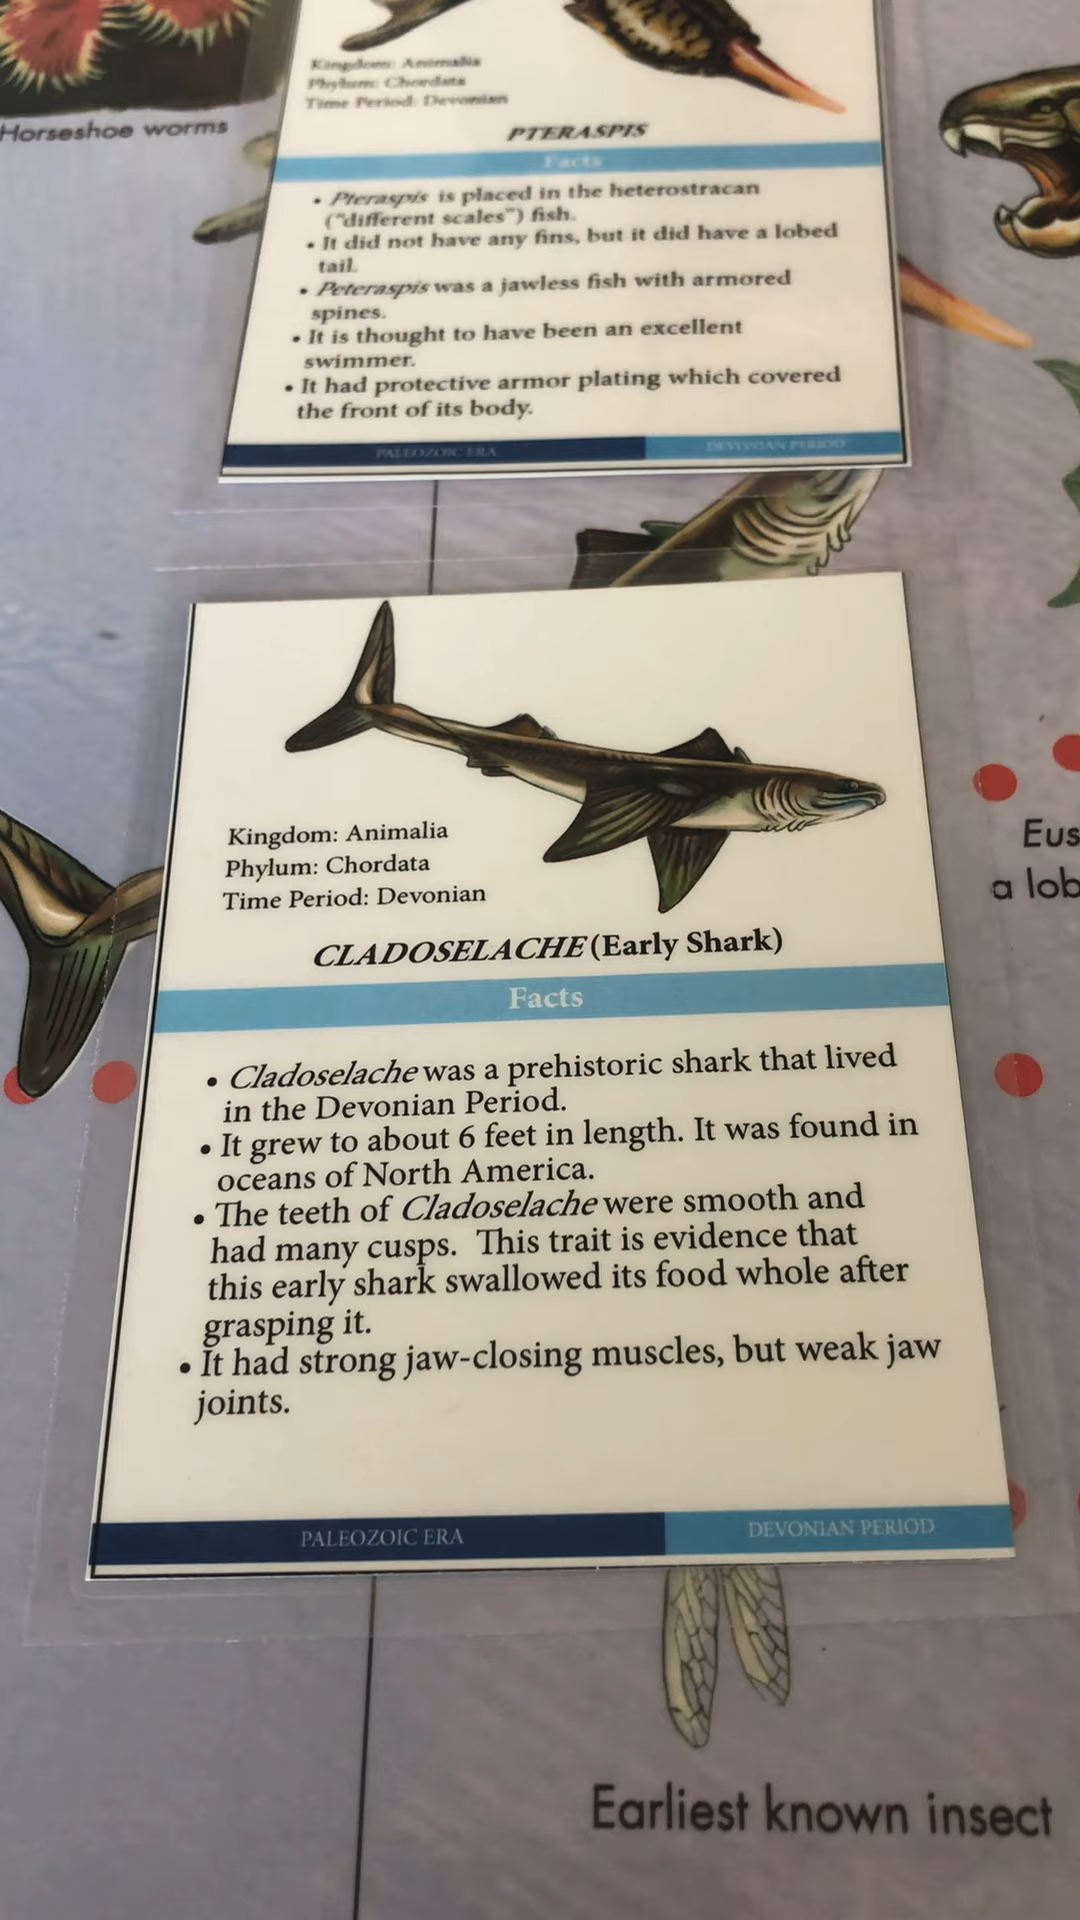 Horseshoe worms
Kingdom: Animalia
Phylum: Chordata
Time Period: Devonian
PTERASPIS
Facts
• Pteraspis is placed in the heterostracan
("different scales") fish.
• It did not have any fins, but it did have a lobed
tail.
• Peteraspis was a jawless fish with armored
spines.
• It is thought to have been an excellent
swimmer.
• It had protective armor plating which covered
the front of its body.
PALEOZOIC ERA
DEVONIAN PERIOD
Kingdom: Animalia
Phylum: Chordata
Time Period: Devonian
CLADOSELACHE (Early Shark)
Facts
• Cladoselache was a prehistoric shark that lived
in the Devonian Period.
• It grew to about 6 feet in length. It was found in
oceans of North America.
• The teeth of Cladoselache were smooth and
had many cusps. This trait is evidence that
this early shark swallowed its food whole after
grasping it.
• It had strong jaw-closing muscles, but weak jaw
joints.
PALEOZOIC ERA
DEVONIAN PERIOD
Eus
a lob
Earliest known insect